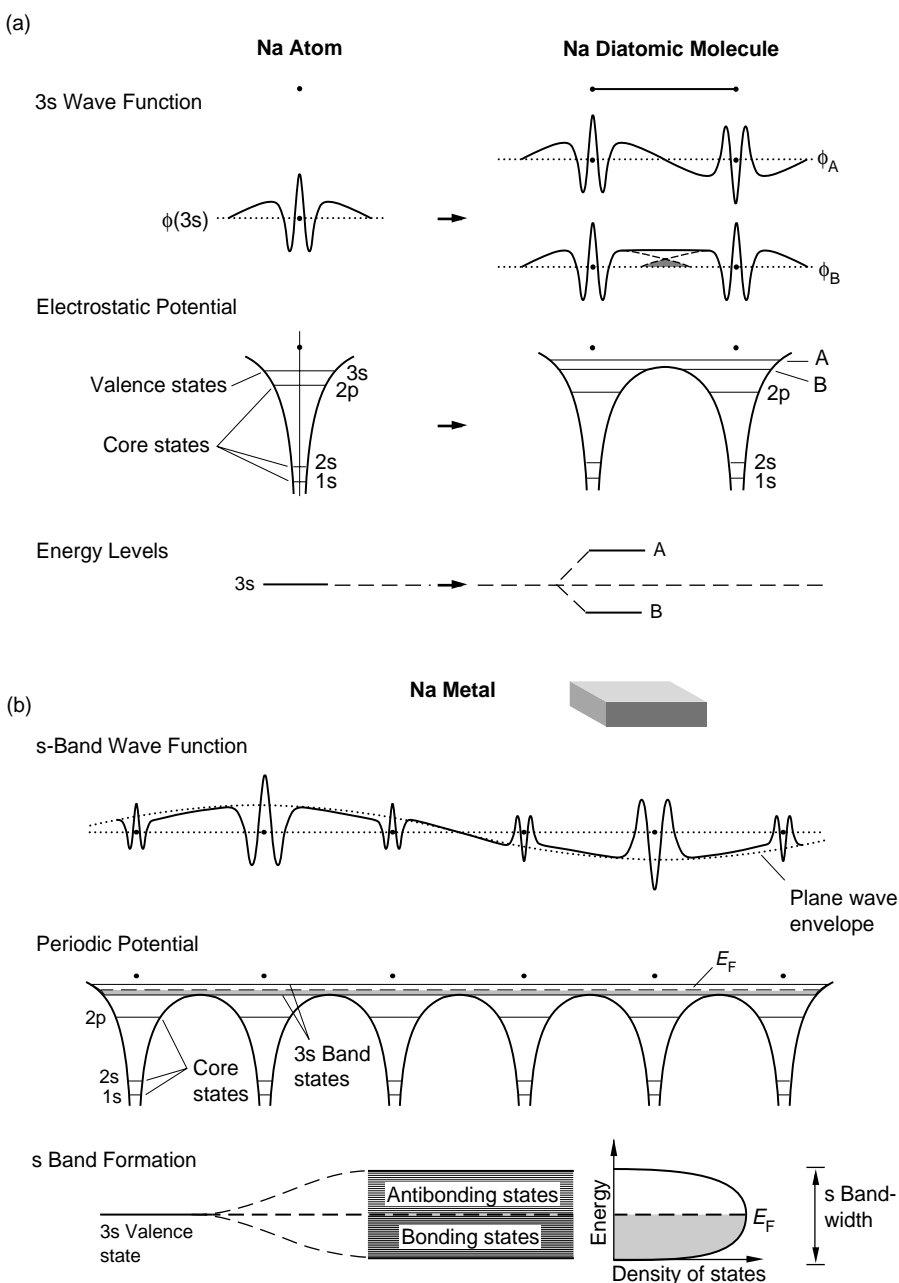 (a)
Na Atom
Na Diatomic Molecule
3s Wave Function
ϕA
ϕ(3s)
ϕB
Electrostatic Potential
A
Valence states
3s
B
2p
2p
Core states
2s
2s
1s
1s
Energy Levels
A
3s
B
Na Metal
(b)
s-Band Wave Function
Plane wave
envelope
Periodic Potential
EF
2p
3s Band
states
Core
states
2s
1s
s Band Formation
Antibonding states
s Band-
width
3s Valence
state
Bonding states
Energy
EF
Density of states